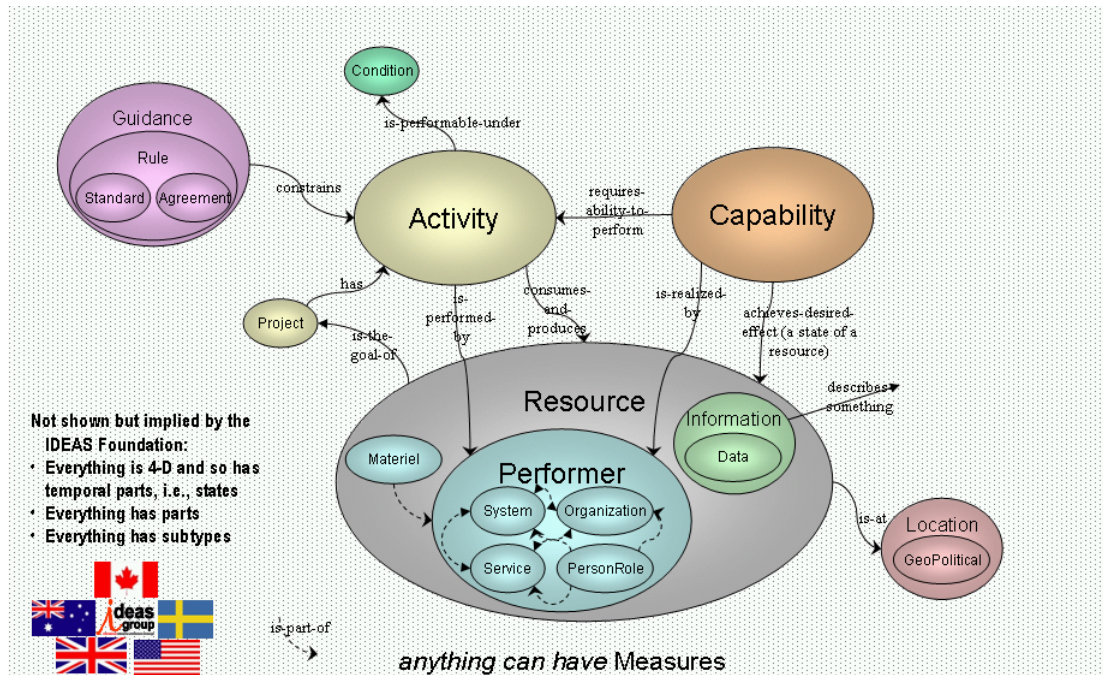 Condition
is-performable-under
Guidance
Rule
Standard
Agreement
constrains
Activity
requires-
ability-to-
perform
Capability
has
Project
is-the-
goal-of
is-
performed-
by
consumes-
and-
produces
is-realized-
by
achieves-desired-
effect (a state of a
resource)
Resource
describes
something
Information
Data
Materiel
Performer
System
Organization
Service
PersonRole
is-at
Location
GeoPolitical
Not shown but implied by the
IDEAS Foundation:
• Everything is 4-D and so has
temporal parts, i.e., states
• Everything has parts
• Everything has subtypes
ideas
group
is-part-of
anything can have Measures